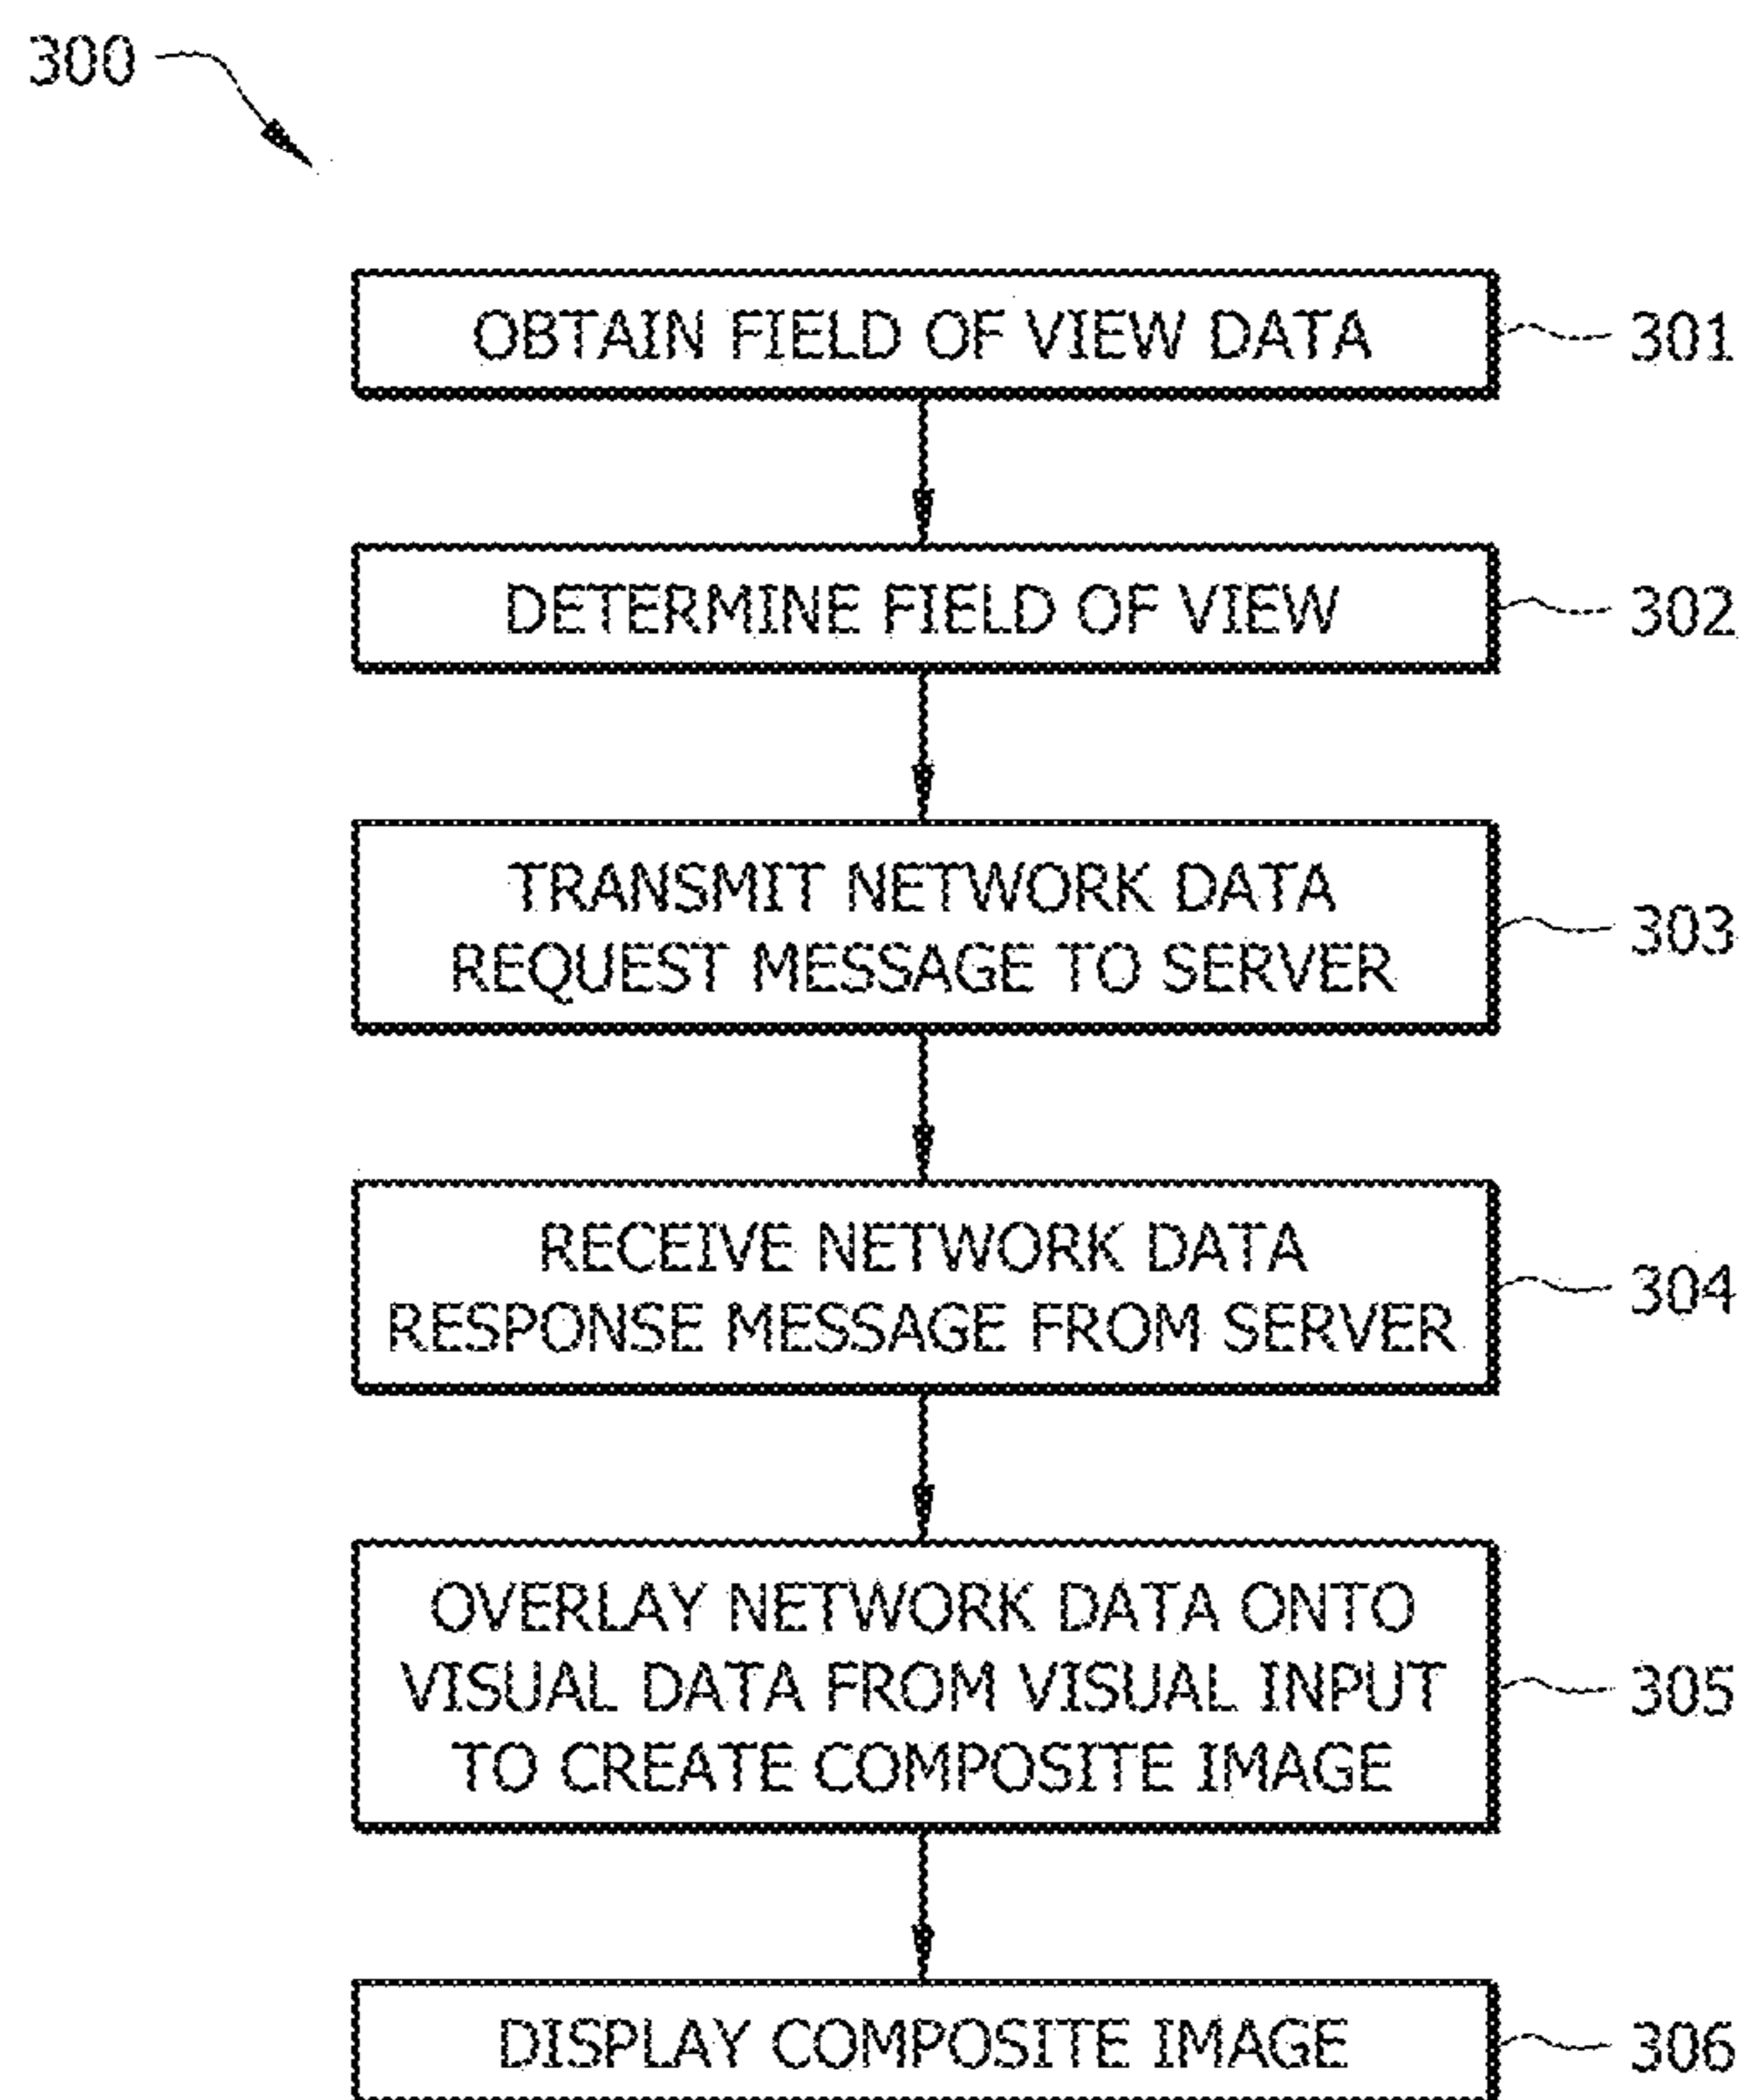 300
OBTAIN FIELD OF VIEW DATA
301
DETERMINE FIELD OF VIEW
302
TRANSMIT NETWORK DATA
REQUEST MESSAGE TO SERVER
303
RECEIVE NETWORK DATA
RESPONSE MESSAGE FROM SERVER
304
OVERLAY NETWORK DATA ONTO
VISUAL DATA FROM VISUAL INPUT
TO CREATE COMPOSITE IMAGE
305
DISPLAY COMPOSITE IMAGE
306